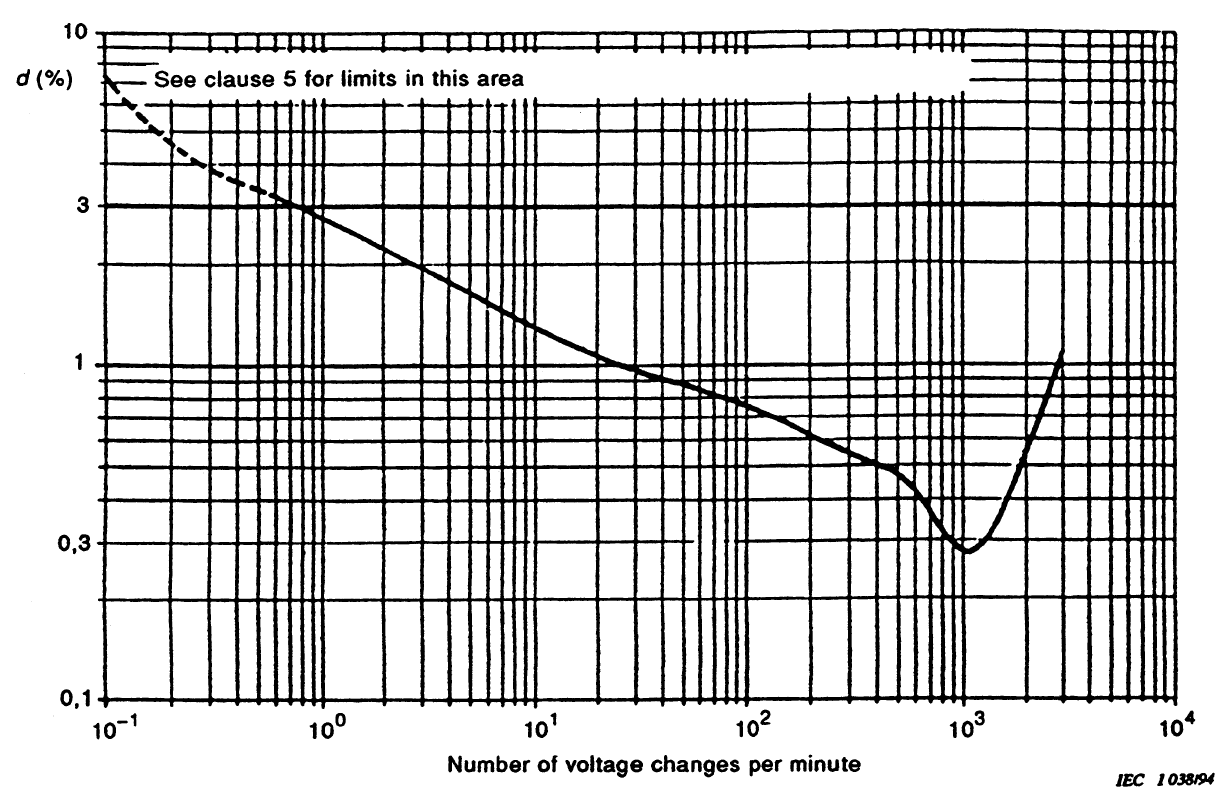 10
d (%)
See clause 5 for limits in this area
3
1
0,3
0,1
10⁻¹
10⁰
10¹
10²
10³
10⁴
Number of voltage changes per minute
IEC 1038/94